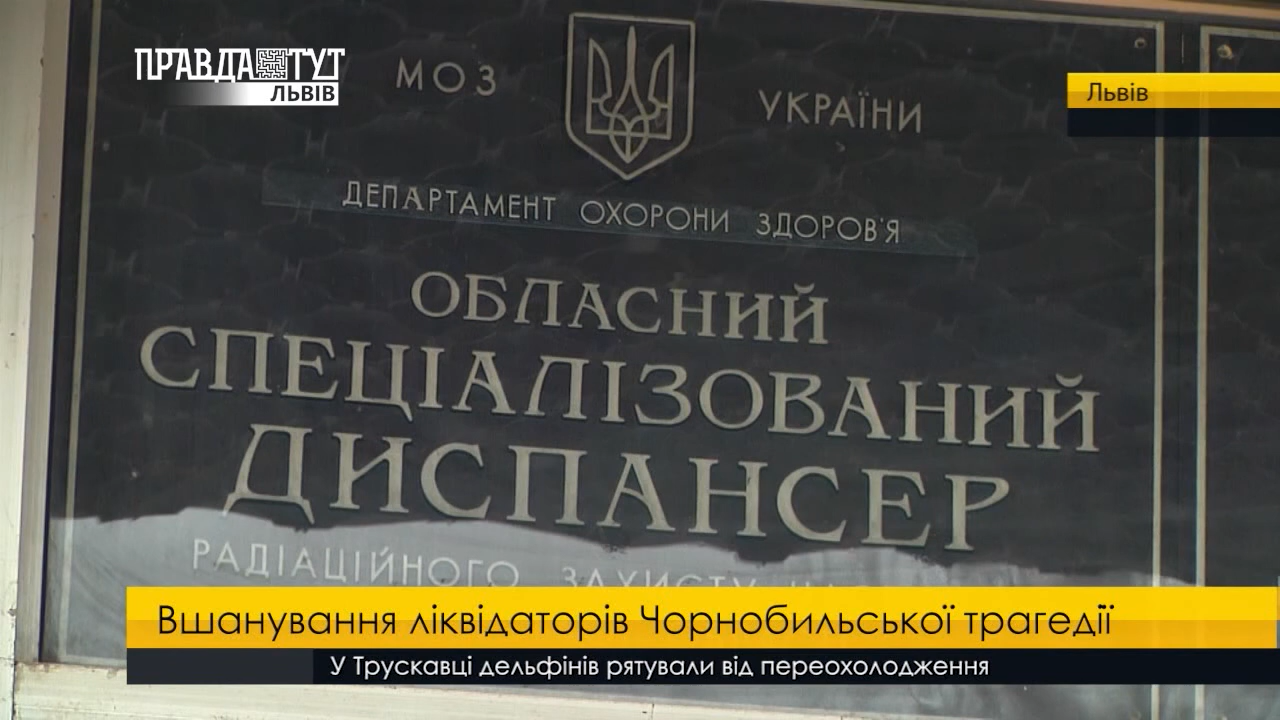 ПРАВДА ТУТ
ЛЬВІВ
Львів
МОЗ УКРАЇНИ
ДЕПАРТАМЕНТ ОХОРОНИ ЗДОРОВ'Я
ОБЛАСНИЙ
СПЕЦІАЛІЗОВАНИЙ
ДИСПАНСЕР
РАДІАЦІЙНОГО ЗАХИСТУ
Вшанування ліквідаторів Чорнобильської трагедії
У Трускавці дельфінів рятували від переохолодження